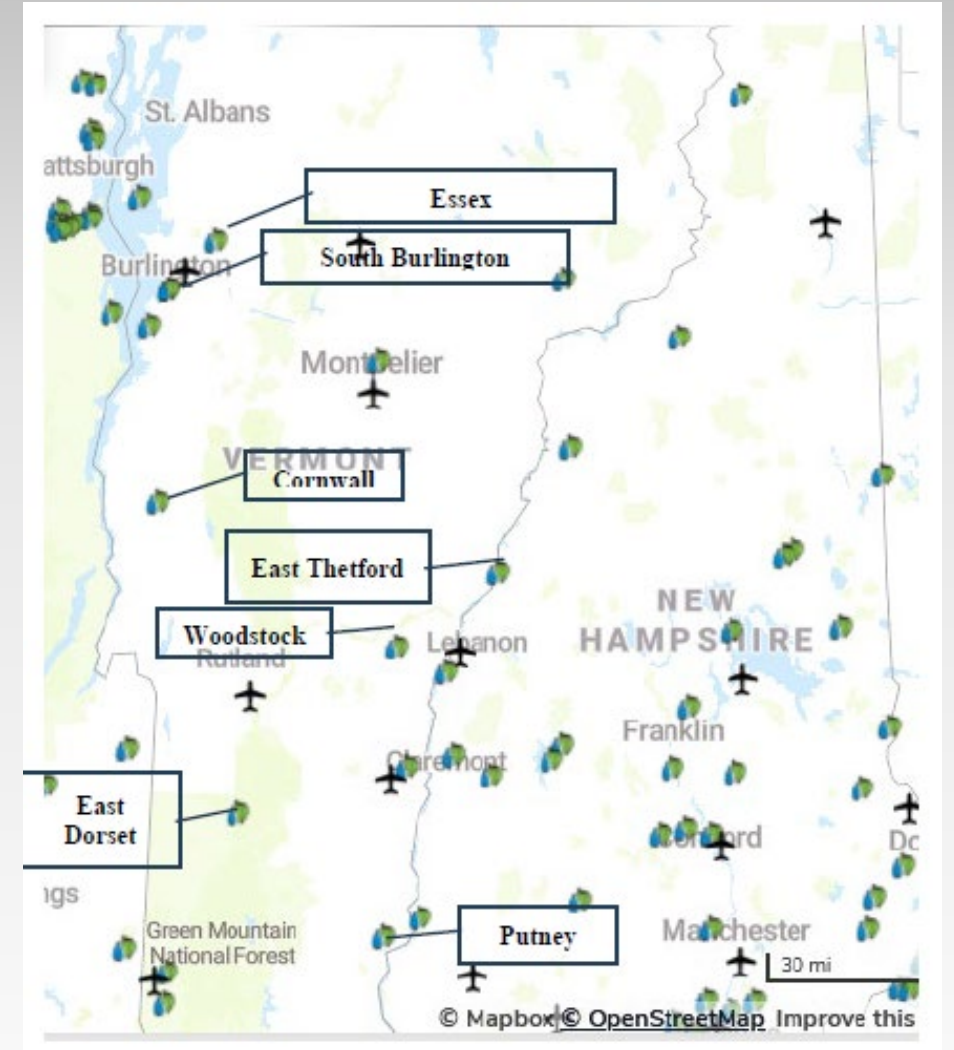 St. Albans
attsburgh
Essex
Burlington
South Burlington
Montpelier
VERMONT
Cornwall
East Thetford
NEW
HAMPSHIRE
Woodstock
Lebanon
Rutland
Franklin
Claremont
East
Dorset
Concord
Do
ngs
Green Mountain
National Forest
Putney
Manchester
30 mi
© Mapbox © OpenStreetMap Improve this